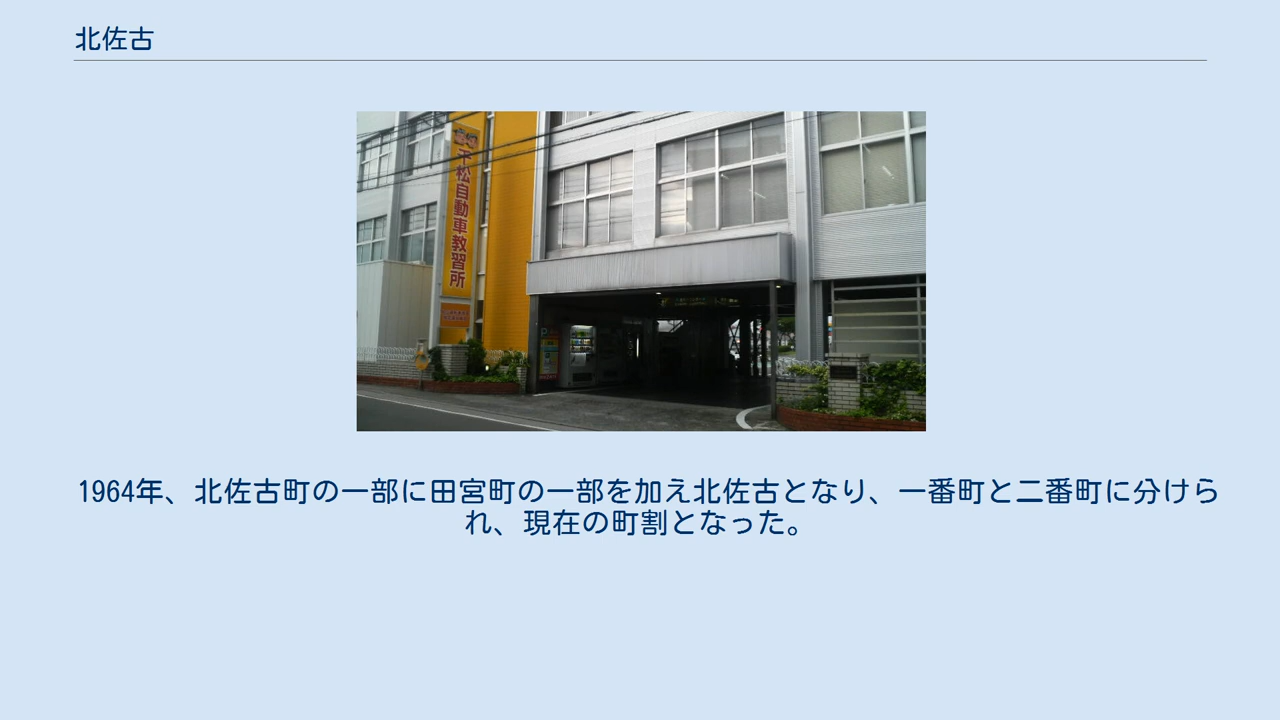 北佐古
千松自動車教習所
P
1964年、北佐古町の一部に田宮町の一部を加え北佐古となり、一番町と二番町に分けら
れ、現在の町割となった。